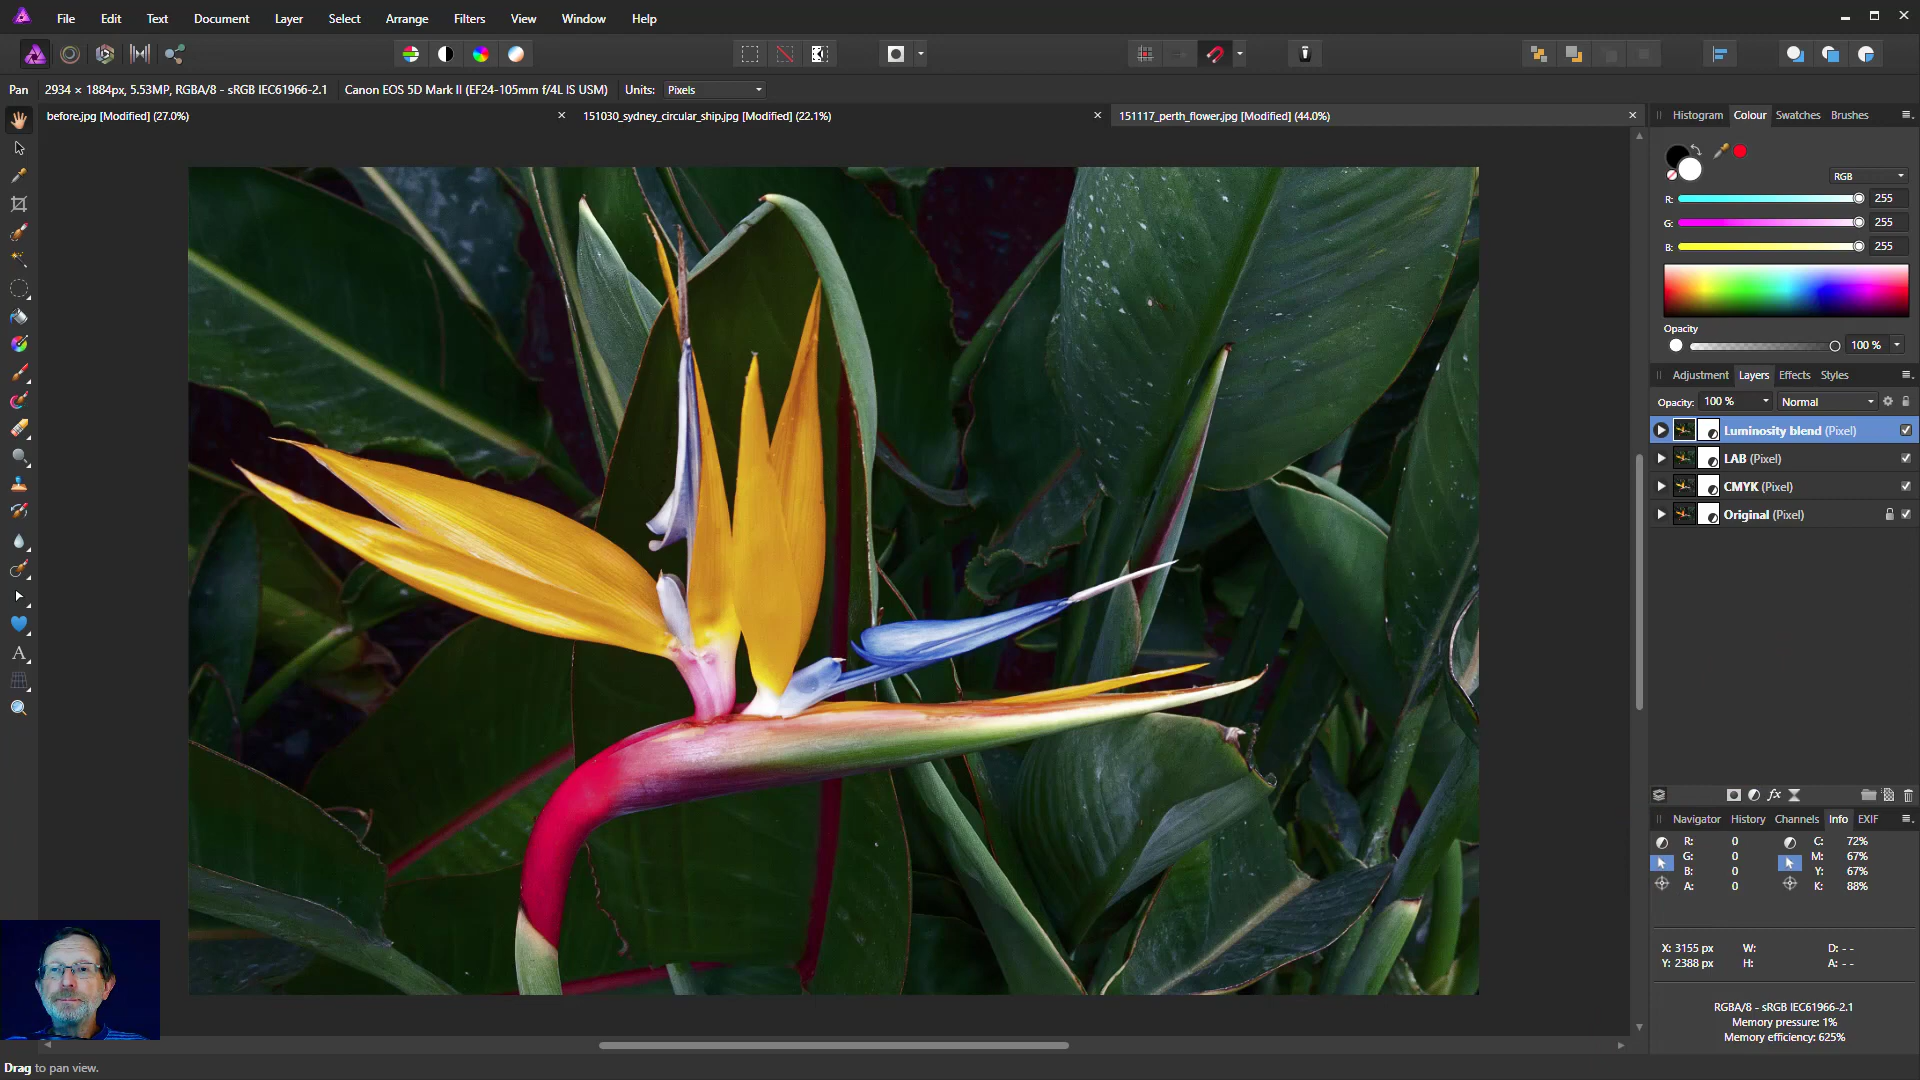 File Edit Text Document Layer Select Arrange Filters View Window Help
Pan 2934 × 1884px, 5.53MP, RGBA/8 - sRGB IEC61966-2.1 Canon EOS 5D Mark II (EF24-105mm f/4L IS USM) Units: Pixels
before.jpg [Modified] (27.0%) 151030_sydney_circular_ship.jpg [Modified] (22.1%) 151117_perth_flower.jpg [Modified] (44.0%)
Histogram Colour Swatches Brushes
RGB
R: 255
G: 255
B: 255
Opacity
100 %
Adjustment Layers Effects Styles
Opacity: 100 % Normal
Luminosity blend (Pixel)
LAB (Pixel)
CMYK (Pixel)
Original (Pixel)
fx
Navigator History Channels Info EXIF
R: 0 C: 72%
G: 0 M: 67%
B: 0 Y: 67%
A: 0 K: 88%
X: 3155 px W: D: - -
Y: 2388 px H: A: - -
RGBA/8 - sRGB IEC61966-2.1
Memory pressure: 1%
Memory efficiency: 625%
Drag to pan view.